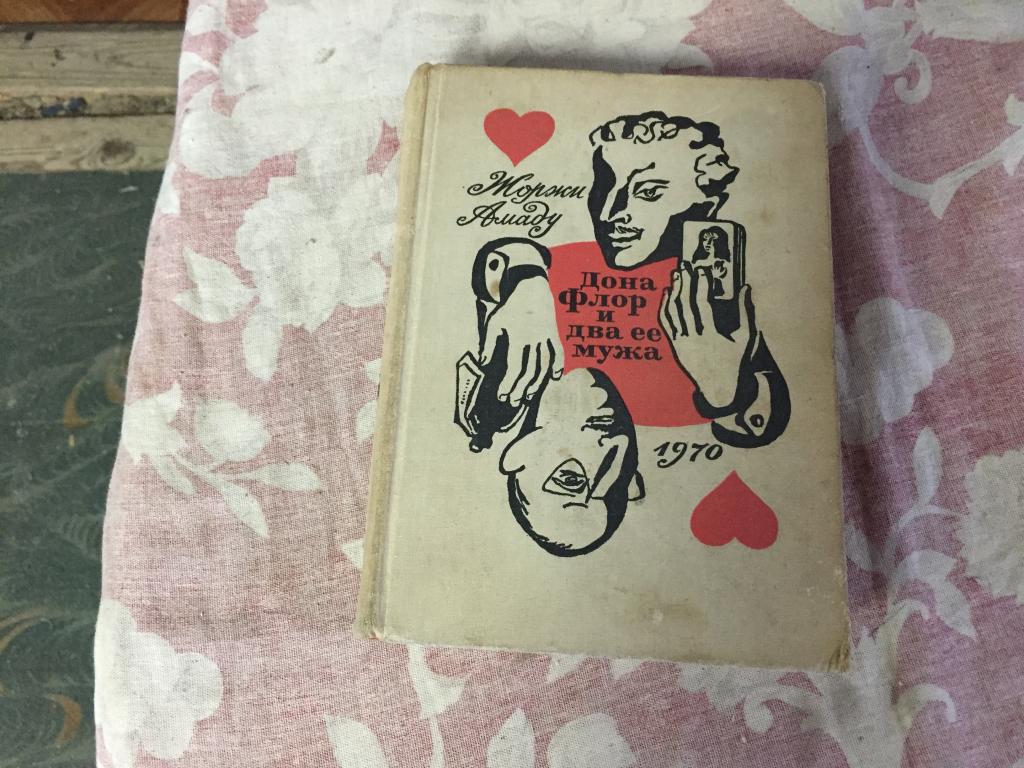 Жоржи
Амаду
Дона
Флор
и
два ее
мужа
1970